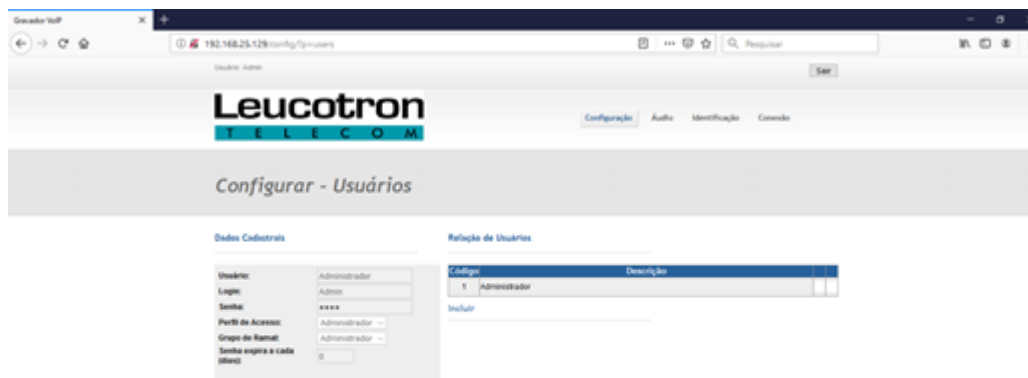 Gravador VoIP
192.168.25.129/config/?p=users
Pesquisar
Usuário: Admin
Sair
Leucotron
TELECOM
Configuração Áudio Identificação Conexão
Configurar - Usuários
Dados Cadastrais
Relação de Usuários
Usuário: Administrador
Login: Admin
Senha: ••••
Perfil de Acesso: Administrador
Grupo de Ramal: Administrador
Senha expira a cada
(dias): 0
Código Descrição
1 Administrador
Incluir